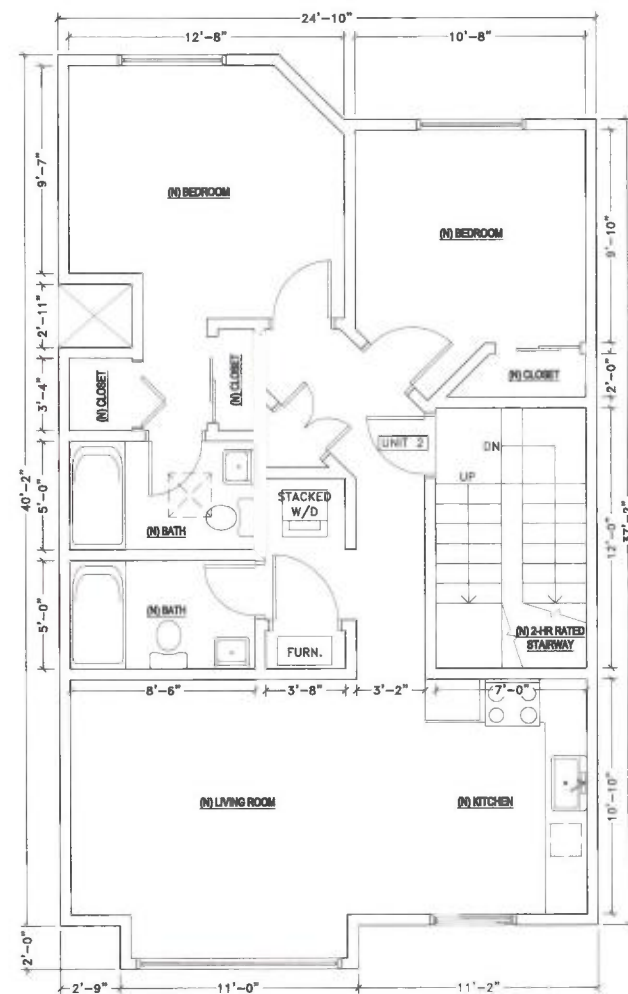 24'-10"
12'-8"
10'-8"
9'-7"
(N) BEDROOM
(N) BEDROOM
9'-10"
2'-11"
3'-4"
(N) CLOSET
(N) CLOSET
(N) CLOSET
2'-0"
UNIT 2
DN
UP
40'-2"
37'-2"
5'-0"
STACKED
W/D
(N) BATH
12'-0"
5'-0"
(N) BATH
FURN.
(N) 2-HR RATED
STAIRWAY
8'-6"
3'-8"
3'-2"
7'-0"
(N) LIVING ROOM
(N) KITCHEN
10'-10"
2'-0"
2'-9"
11'-0"
11'-2"